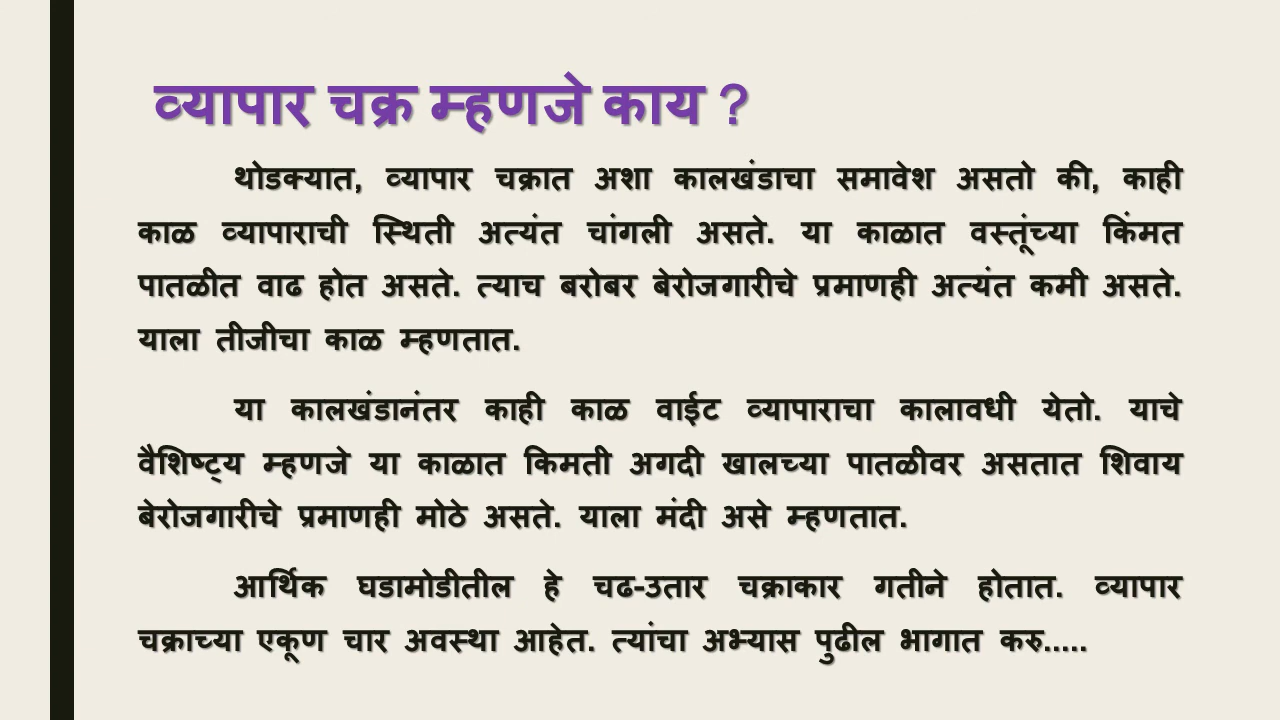 व्यापार चक्र म्हणजे काय ?
थोडक्यात, व्यापार चक्रात अशा कालखंडाचा समावेश असतो की, काही
काळ व्यापाराची स्थिती अत्यंत चांगली असते. या काळात वस्तूंच्या किंमत
पातळीत वाढ होत असते. त्याच बरोबर बेरोजगारीचे प्रमाणही अत्यंत कमी असते.
याला तीजीचा काळ म्हणतात.
या कालखंडानंतर काही काळ वाईट व्यापाराचा कालावधी येतो. याचे
वैशिष्ट्य म्हणजे या काळात किमती अगदी खालच्या पातळीवर असतात शिवाय
बेरोजगारीचे प्रमाणही मोठे असते. याला मंदी असे म्हणतात.
आर्थिक घडामोडीतील हे चढ-उतार चक्राकार गतीने होतात. व्यापार
चक्राच्या एकूण चार अवस्था आहेत. त्यांचा अभ्यास पुढील भागात करु.....